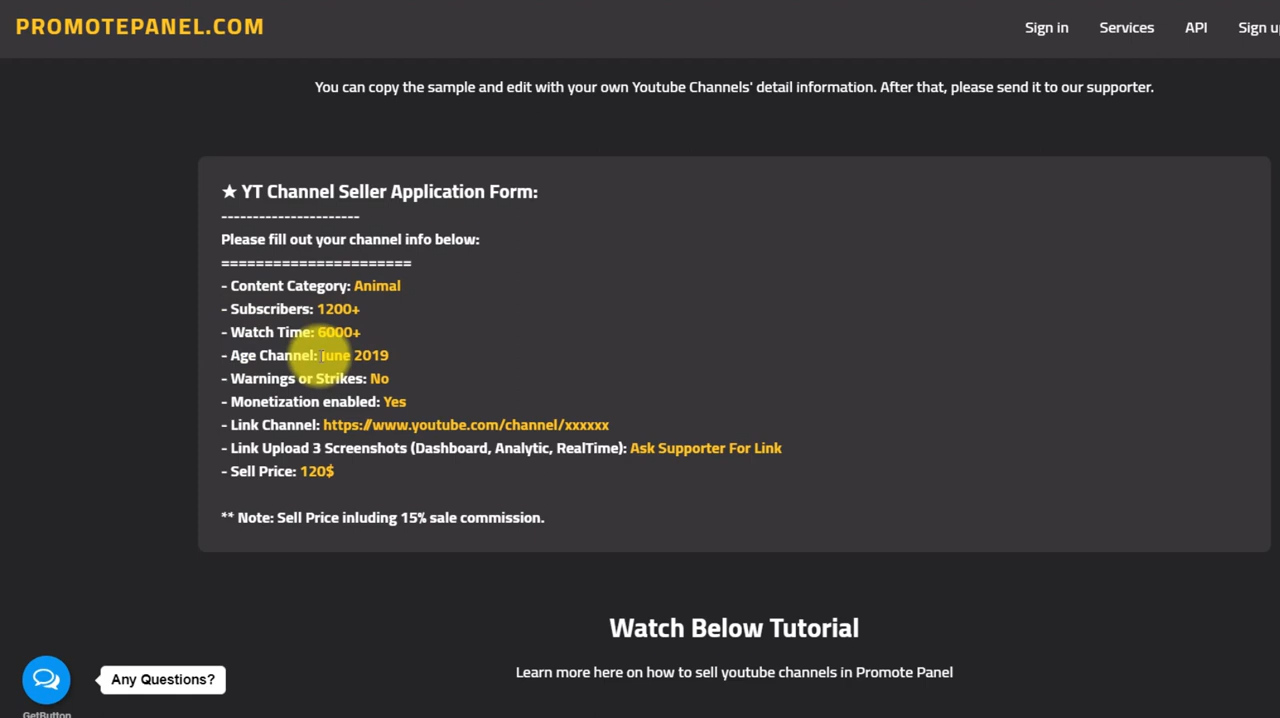 PROMOTEPANEL.COM
Sign in Services API Sign u
You can copy the sample and edit with your own Youtube Channels' detail information. After that, please send it to our supporter.
★ YT Channel Seller Application Form:
----------------------
Please fill out your channel info below:
======================
- Content Category: Animal
- Subscribers: 1200+
- Watch Time: 6000+
- Age Channel: June 2019
- Warnings or Strikes: No
- Monetization enabled: Yes
- Link Channel: https://www.youtube.com/channel/xxxxxx
- Link Upload 3 Screenshots (Dashboard, Analytic, RealTime): Ask Supporter For Link
- Sell Price: 120$
** Note: Sell Price inluding 15% sale commission.
Watch Below Tutorial
Learn more here on how to sell youtube channels in Promote Panel
Any Questions?
GetButton